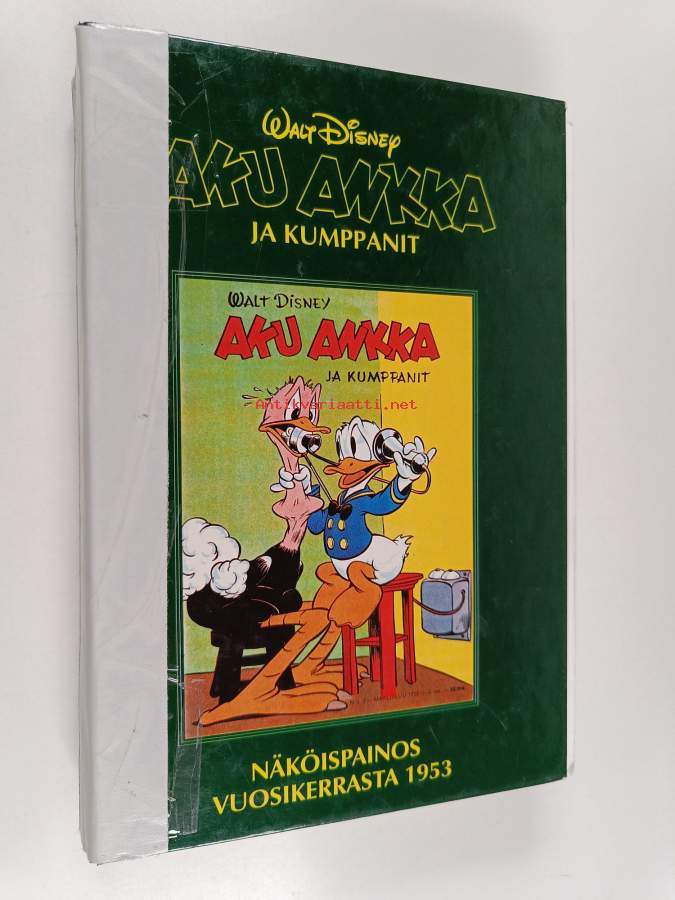 WALT DISNEY
AKU ANKKA
JA KUMPPANIT
WALT DISNEY
AKU ANKKA
JA KUMPPANIT
Antikvariaatti.net
NÄKÖISPAINOS
VUOSIKERRASTA 1953